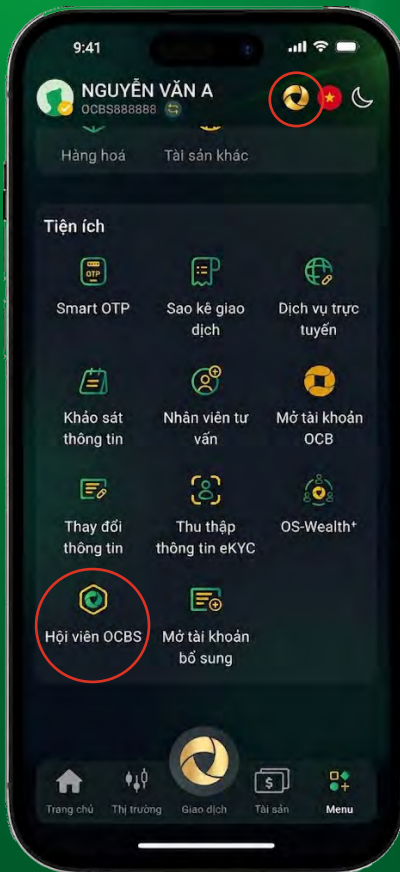 9:41
NGUYỄN VĂN A
OCBS888888
Hàng hoá
Tài sản khác
Tiện ích
OTP
Smart OTP
Sao kê giao
dịch
Dịch vụ trực
tuyến
Khảo sát
thông tin
Nhân viên tư
vấn
Mở tài khoản
OCB
Thay đổi
thông tin
Thu thập
thông tin eKYC
OS-Wealth⁺
Hội viên OCBS
Mở tài khoản
bổ sung
Trang chủ
Thị trường
Giao dịch
Tài sản
Menu